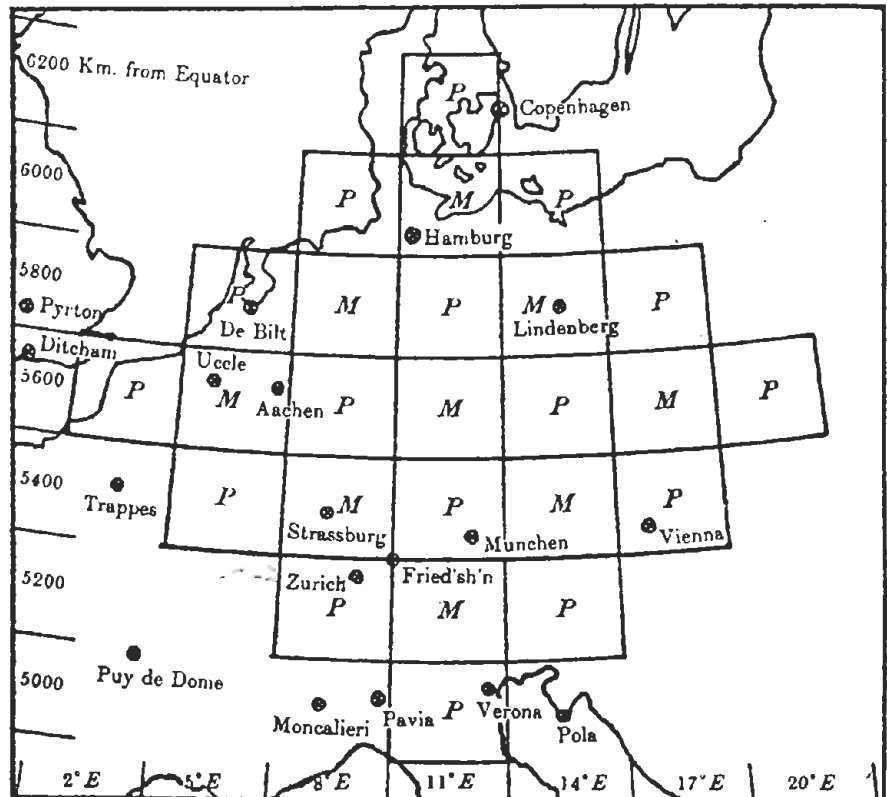 6200 Km. from Equator
P
Copenhagen
6000
P M P
Hamburg
5800
P M P M P
Pyrton
De Bilt
Lindenberg
Ditcham
Uccle
5600
P M Aachen P M P M P
5400
P M P M P
Trappes
Strassburg
Munchen
Vienna
5200
Zurich
Fried'sh'n
P M P
Puy de Dome
5000
Moncalieri
Pavia
P
Verona
Pola
2°E 5°E 8°E 11°E 14°E 17°E 20°E